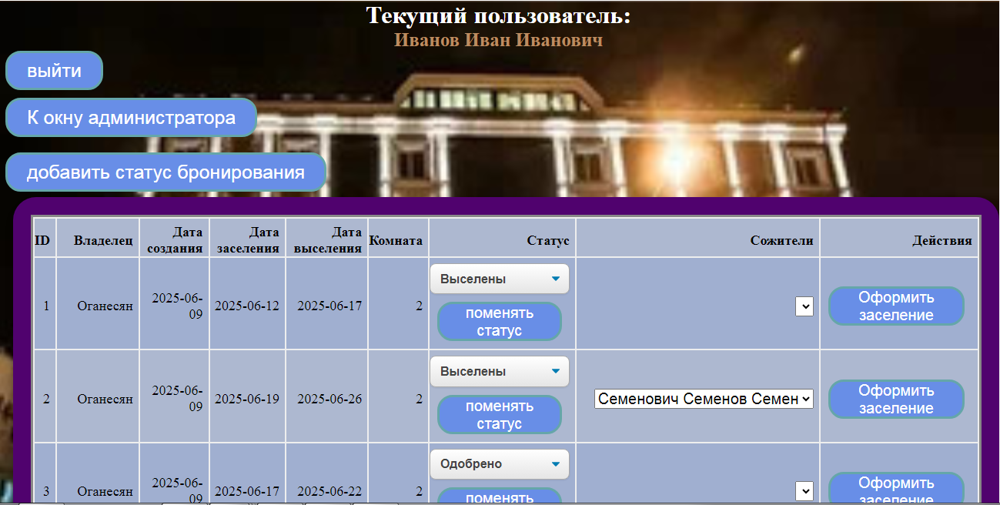 Текущий пользователь:
Иванов Иван Иванович
выйти
К окну администратора
добавить статус бронирования
ID Владелец Дата создания Дата заселения Дата выселения Комната Статус Сожители Действия
1 Оганесян 2025-06-09 2025-06-12 2025-06-17 2 Выселены поменять статус Оформить заселение
2 Оганесян 2025-06-09 2025-06-19 2025-06-26 2 Выселены поменять статус Семенович Семенов Семен Оформить заселение
3 Оганесян 2025-06-09 2025-06-17 2025-06-22 2 Одобрено поменять Оформить заселение